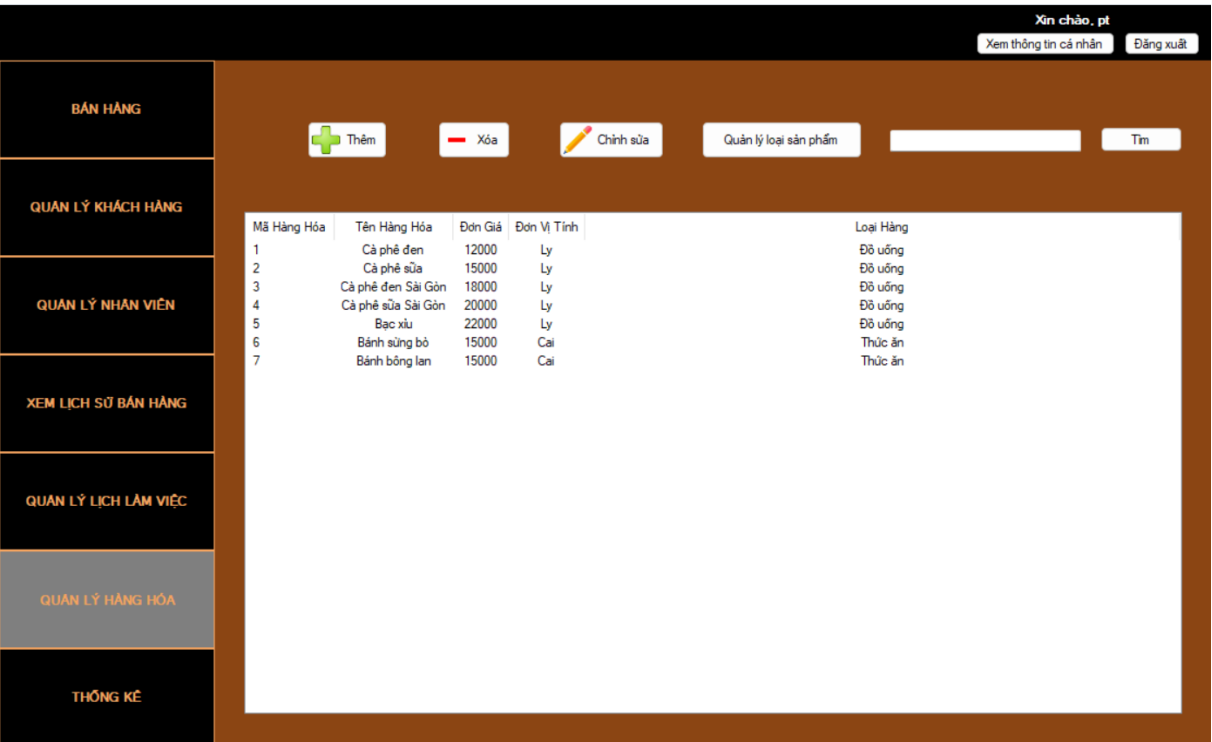 Xin chào, pt
Xem thông tin cá nhân Đăng xuất
BÁN HÀNG
Thêm Xóa Chỉnh sửa Quản lý loại sản phẩm Tìm
QUẢN LÝ KHÁCH HÀNG
QUẢN LÝ NHÂN VIÊN
XEM LỊCH SỬ BÁN HÀNG
QUẢN LÝ LỊCH LÀM VIỆC
QUẢN LÝ HÀNG HÓA
THỐNG KÊ
Mã Hàng Hóa Tên Hàng Hóa Đơn Giá Đơn Vị Tính Loại Hàng
1 Cà phê đen 12000 Ly Đồ uống
2 Cà phê sữa 15000 Ly Đồ uống
3 Cà phê đen Sài Gòn 18000 Ly Đồ uống
4 Cà phê sữa Sài Gòn 20000 Ly Đồ uống
5 Bạc xỉu 22000 Ly Đồ uống
6 Bánh sừng bò 15000 Cai Thức ăn
7 Bánh bông lan 15000 Cai Thức ăn